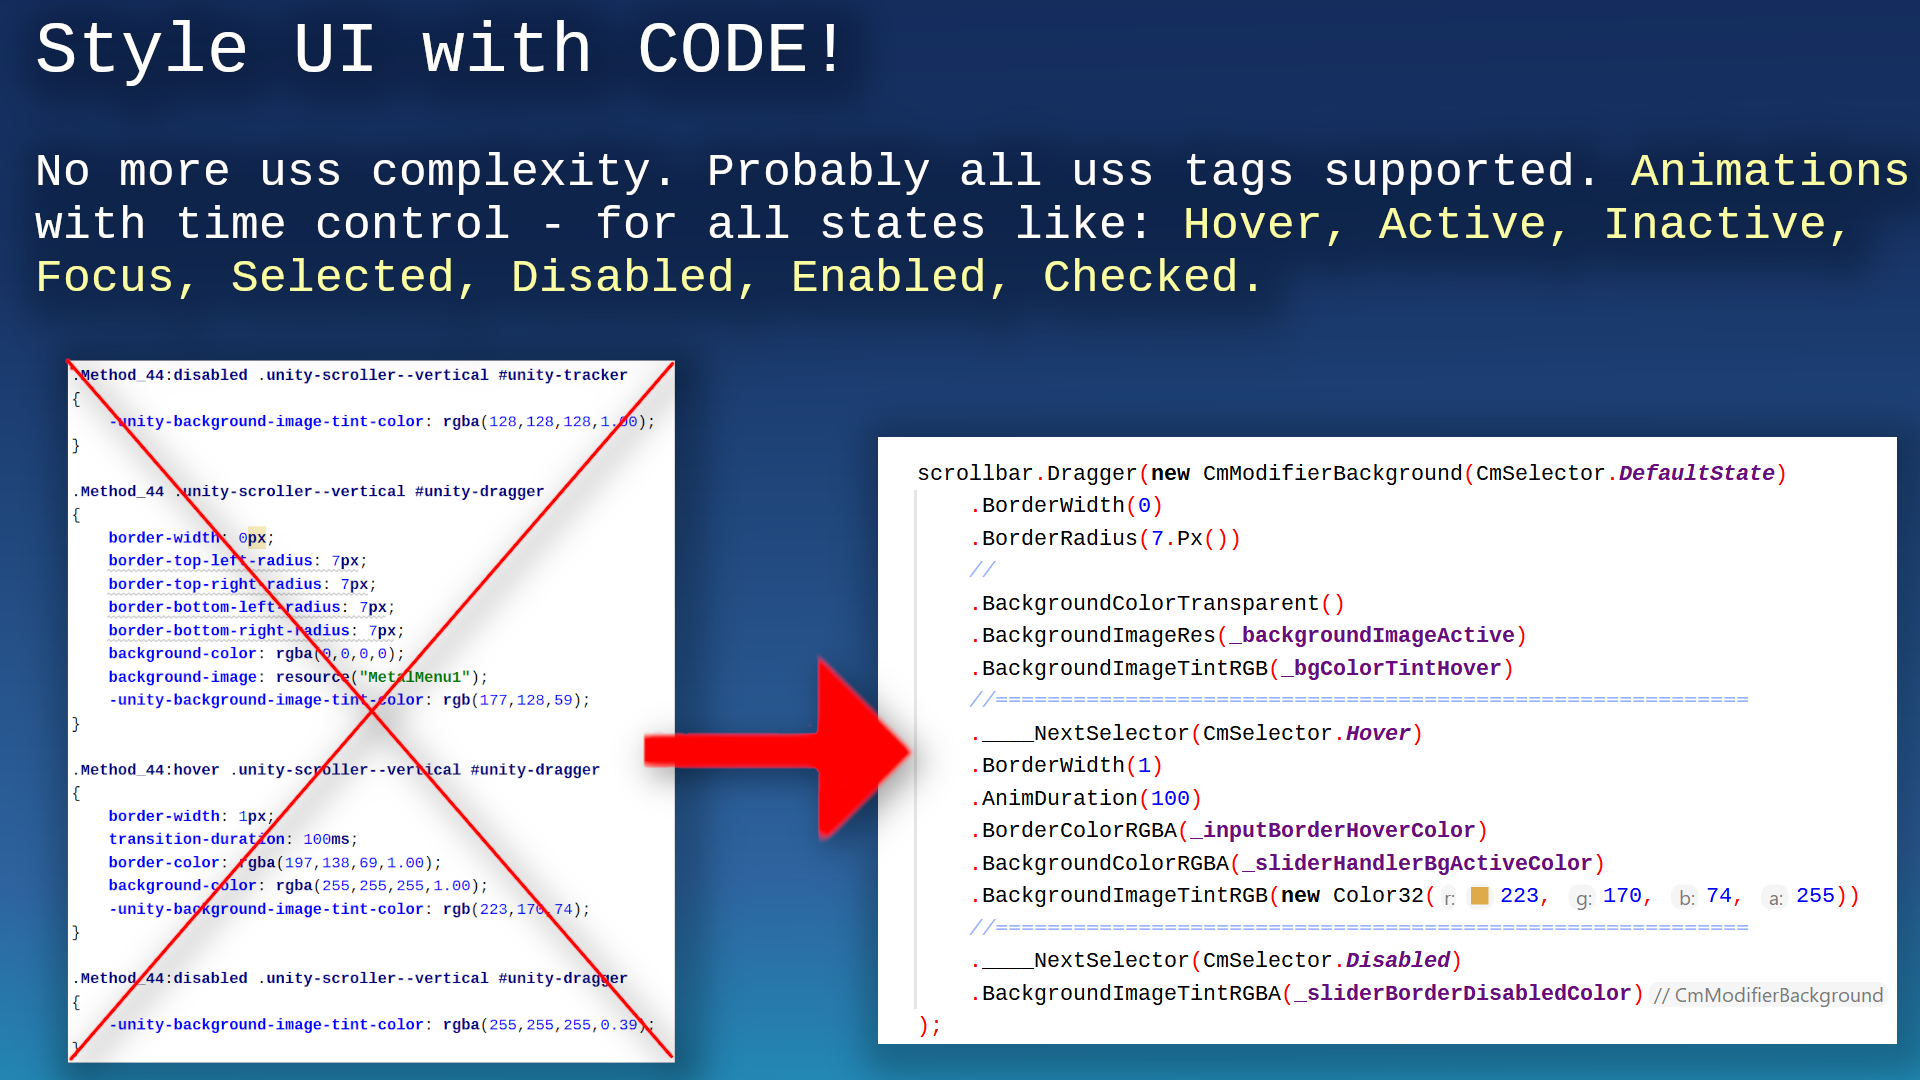 Style UI with CODE!
No more uss complexity. Probably all uss tags supported. Animations
with time control - for all states like: Hover, Active, Inactive,
Focus, Selected, Disabled, Enabled, Checked.
.Method_44:disabled .unity-scroller--vertical #unity-tracker
{
    -unity-background-image-tint-color: rgba(128,128,128,1.00);
}
.Method_44 .unity-scroller--vertical #unity-dragger
{
    border-width: 0px;
    border-top-left-radius: 7px;
    border-top-right-radius: 7px;
    border-bottom-left-radius: 7px;
    border-bottom-right-radius: 7px;
    background-color: rgba(0,0,0,0);
    background-image: resource("MetalMenu1");
    -unity-background-image-tint-color: rgb(177,128,59);
}
.Method_44:hover .unity-scroller--vertical #unity-dragger
{
    border-width: 1px;
    transition-duration: 100ms;
    border-color: rgba(197,138,69,1.00);
    background-color: rgba(255,255,255,1.00);
    -unity-background-image-tint-color: rgb(223,170,74);
}
.Method_44:disabled .unity-scroller--vertical #unity-dragger
{
    -unity-background-image-tint-color: rgba(255,255,255,0.39);
}
scrollbar.Dragger(new CmModifierBackground(CmSelector.DefaultState)
    .BorderWidth(0)
    .BorderRadius(7.Px())
    //
    .BackgroundColorTransparent()
    .BackgroundImageRes(_backgroundImageActive)
    .BackgroundImageTintRGB(_bgColorTintHover)
    //==========================================================
    .____NextSelector(CmSelector.Hover)
    .BorderWidth(1)
    .AnimDuration(100)
    .BorderColorRGBA(_inputBorderHoverColor)
    .BackgroundColorRGBA(_sliderHandlerBgActiveColor)
    .BackgroundImageTintRGB(new Color32( r: 223, g: 170, b: 74, a: 255))
    //==========================================================
    .____NextSelector(CmSelector.Disabled)
    .BackgroundImageTintRGBA(_sliderBorderDisabledColor) // CmModifierBackground
);